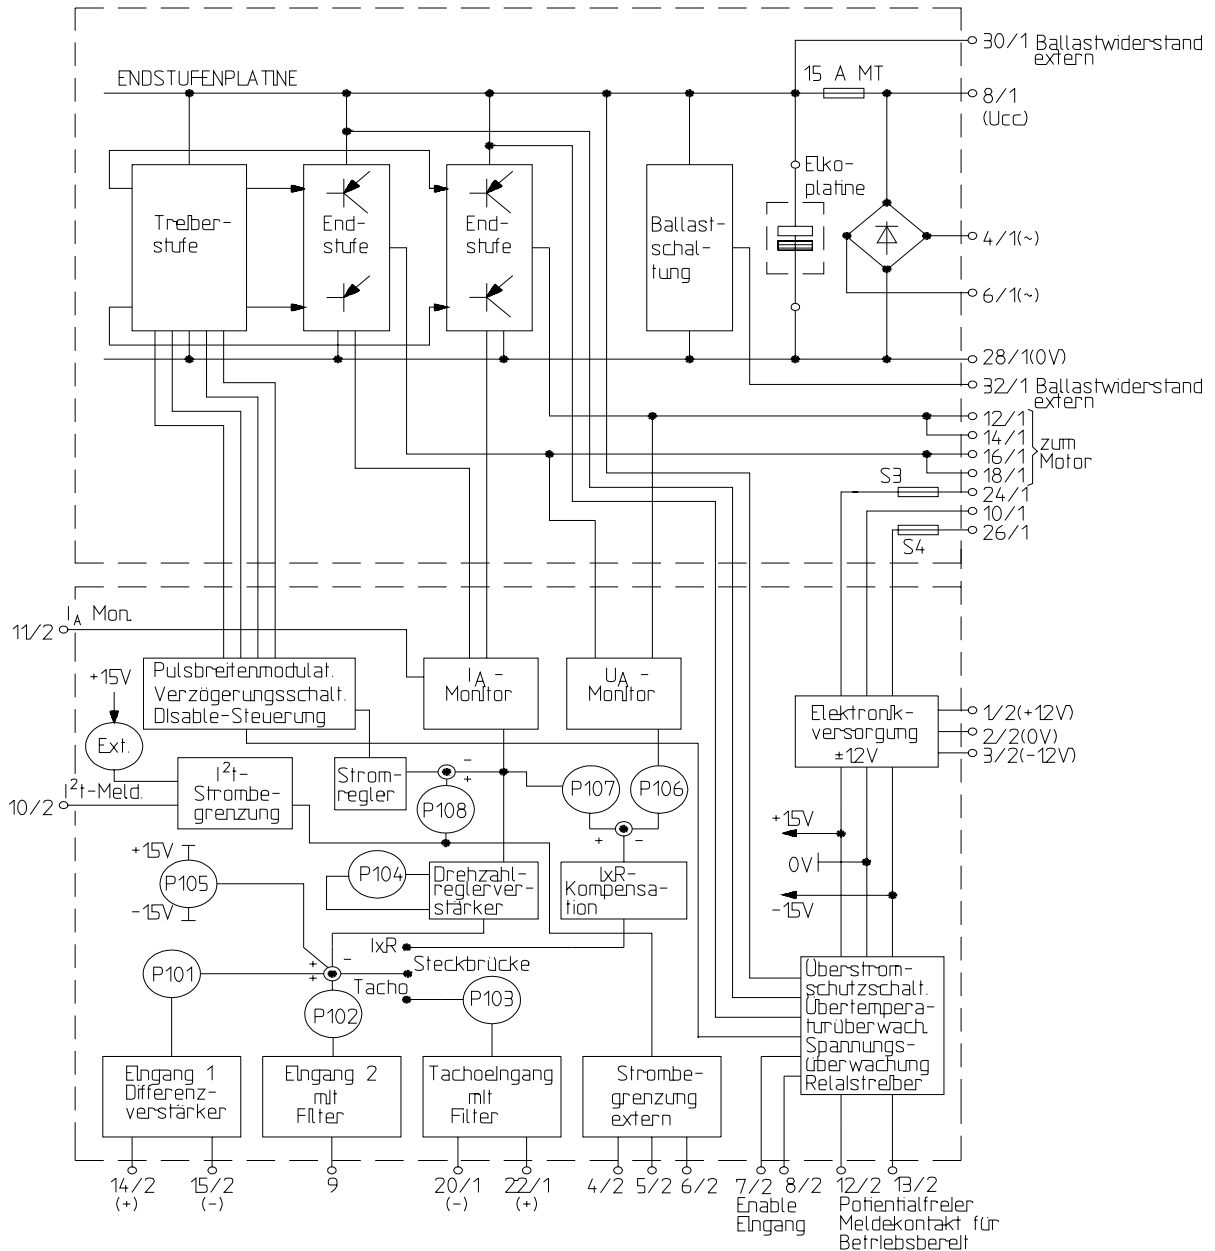 30/1 Ballastwiderstand
extern
ENDSTUFENPLATINE
15 A MT
8/1
(Ucc)
Elko-
platine
Treiber-
stufe
End-
stufe
End-
stufe
Ballast-
schal-
tung
4/1(~)
6/1(~)
28/1(0V)
32/1 Ballastwiderstand
extern
12/1
14/1
16/1
18/1
zum
Motor
S3
24/1
10/1
26/1
S4
IA Mon.
11/2
+15V
Ext.
Pulsbreitenmodulat.
Verzögerungsschalt.
Disable-Steuerung
IA -
Monitor
UA -
Monitor
Elektronik-
versorgung
±12V
1/2(+12V)
2/2(0V)
3/2(-12V)
I²t-Meld.
10/2
I²t-
Strombe-
grenzung
Strom-
regler
-
+
P108
P107
P106
+
-
+15V
0V
-15V
+15V
P105
-15V
P104
Drehzahl-
reglerver-
stärker
IxR-
Kompensa-
tion
IxR
Steckbrücke
Tacho
+
+
-
P101
P102
P103
Überstrom-
schutzschalt.
Übertempera-
turüberwach.
Spannungs-
überwachung
Relaistreiber
Eingang 1
Differenz-
verstärker
Eingang 2
mit
Filter
Tachoeingang
mit
Filter
Strombe-
grenzung
extern
14/2
(+)
15/2
(-)
9
20/1
(-)
22/1
(+)
4/2
5/2
6/2
7/2
8/2
Enable
Eingang
12/2
13/2
Potentialfreier
Meldekontakt für
Betriebsbereit